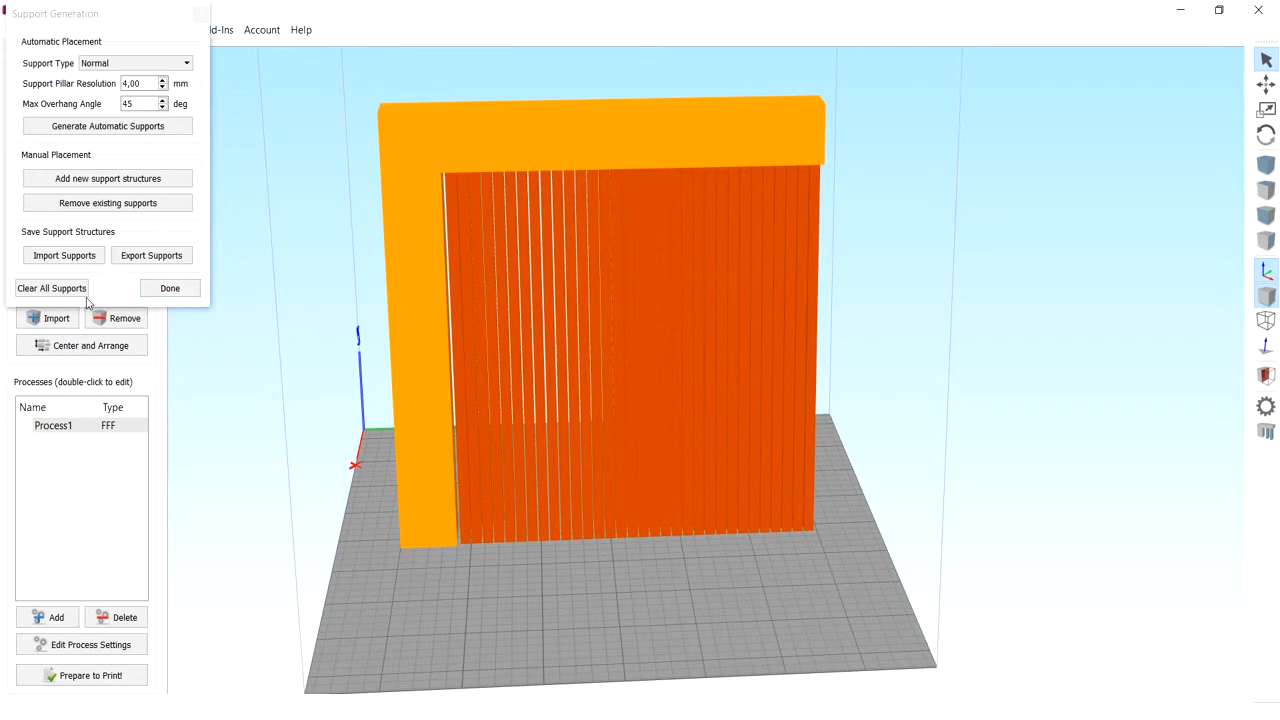 Support Generation
d-Ins Account Help
Automatic Placement
Support Type Normal
Support Pillar Resolution 4,00 mm
Max Overhang Angle 45 deg
Generate Automatic Supports
Manual Placement
Add new support structures
Remove existing supports
Save Support Structures
Import Supports Export Supports
Clear All Supports Done
Import Remove
Center and Arrange
Processes (double-click to edit)
Name Type
Process1 FFF
Add Delete
Edit Process Settings
Prepare to Print!